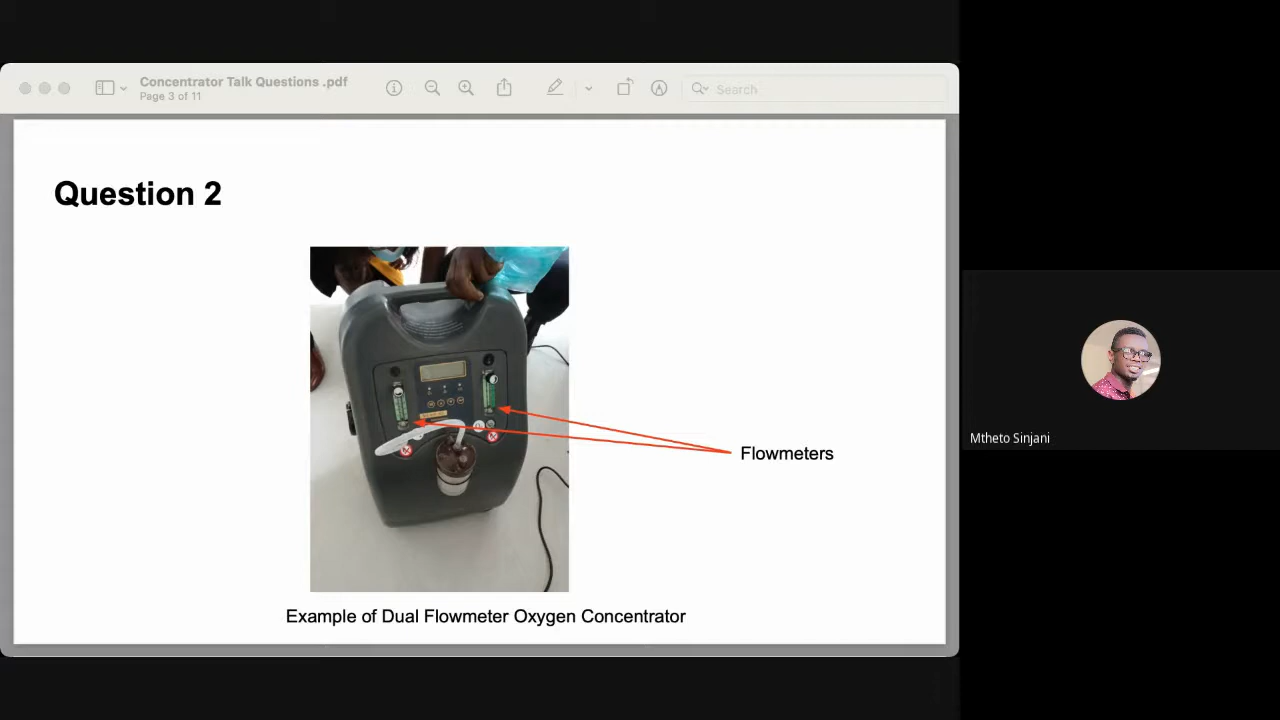 Concentrator Talk Questions .pdf
Page 3 of 11
Search
Question 2
Flowmeters
Example of Dual Flowmeter Oxygen Concentrator
Mtheto Sinjani